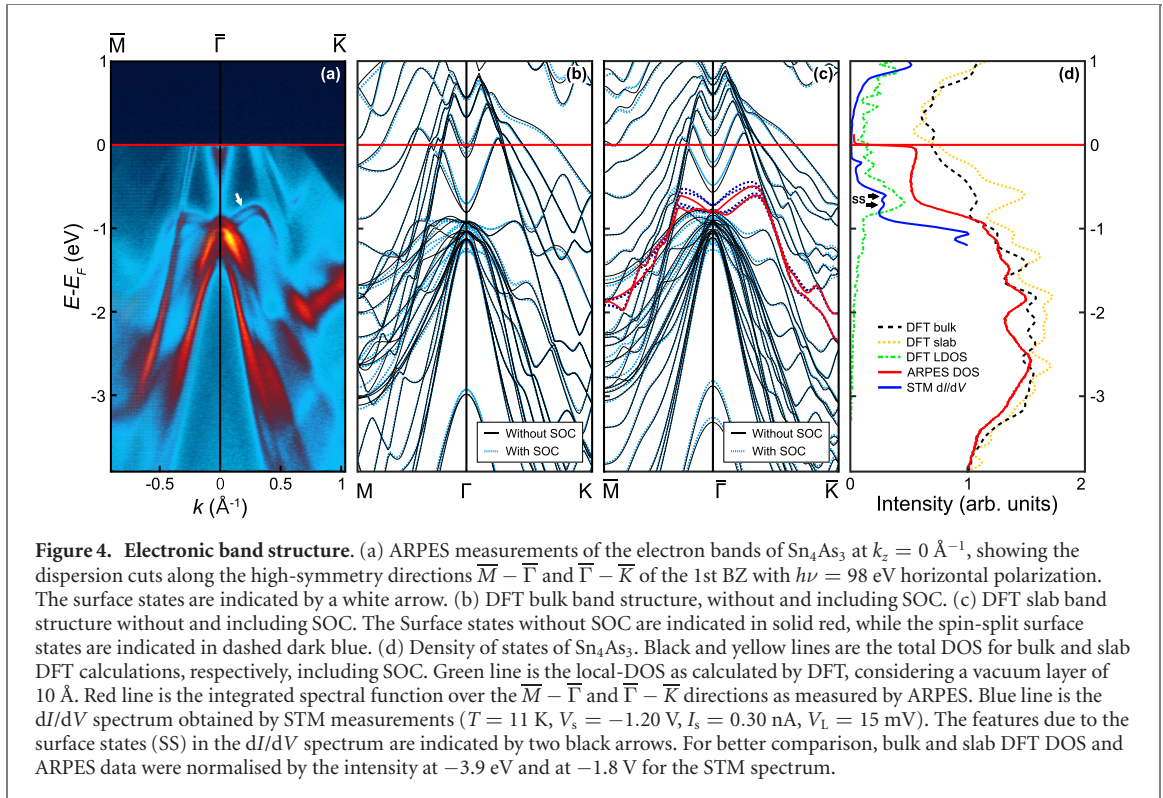 M̅ Γ̅ K̅
1
0
-1
-2
-3
E-E_F (eV)
(a)
-0.5 0 0.5 1
k (Å⁻¹)
(b)
Without SOC
With SOC
M Γ K
(c)
Without SOC
With SOC
M̅ Γ̅ K̅
(d)
1
0
-1
-2
-3
SS
DFT bulk
DFT slab
DFT LDOS
ARPES DOS
STM dI/dV
0 1 2
Intensity (arb. units)
Figure 4. Electronic band structure. (a) ARPES measurements of the electron bands of Sn₄As₃ at k_z = 0 Å⁻¹, showing the
dispersion cuts along the high-symmetry directions M̅ − Γ̅ and Γ̅ − K̅ of the 1st BZ with hν = 98 eV horizontal polarization.
The surface states are indicated by a white arrow. (b) DFT bulk band structure, without and including SOC. (c) DFT slab band
structure without and including SOC. The Surface states without SOC are indicated in solid red, while the spin-split surface
states are indicated in dashed dark blue. (d) Density of states of Sn₄As₃. Black and yellow lines are the total DOS for bulk and slab
DFT calculations, respectively, including SOC. Green line is the local-DOS as calculated by DFT, considering a vacuum layer of
10 Å. Red line is the integrated spectral function over the M̅ − Γ̅ and Γ̅ − K̅ directions as measured by ARPES. Blue line is the
dI/dV spectrum obtained by STM measurements (T = 11 K, V_s = −1.20 V, I_s = 0.30 nA, V_L = 15 mV). The features due to the
surface states (SS) in the dI/dV spectrum are indicated by two black arrows. For better comparison, bulk and slab DFT DOS and
ARPES data were normalised by the intensity at −3.9 eV and at −1.8 V for the STM spectrum.